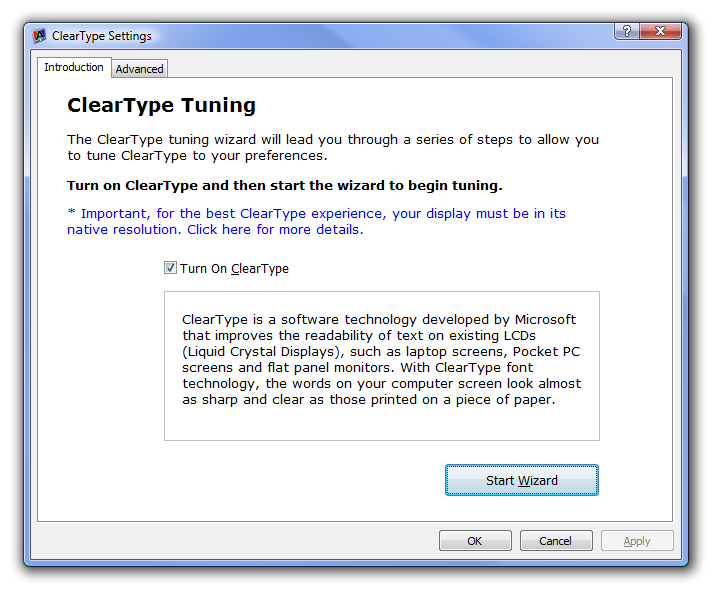 ClearType Settings
Introduction
Advanced
ClearType Tuning
The ClearType tuning wizard will lead you through a series of steps to allow you
to tune ClearType to your preferences.
Turn on ClearType and then start the wizard to begin tuning.
* Important, for the best ClearType experience, your display must be in its
native resolution. Click here for more details.
Turn On ClearType
ClearType is a software technology developed by Microsoft
that improves the readability of text on existing LCDs
(Liquid Crystal Displays), such as laptop screens, Pocket PC
screens and flat panel monitors. With ClearType font
technology, the words on your computer screen look almost
as sharp and clear as those printed on a piece of paper.
Start Wizard
OK
Cancel
Apply